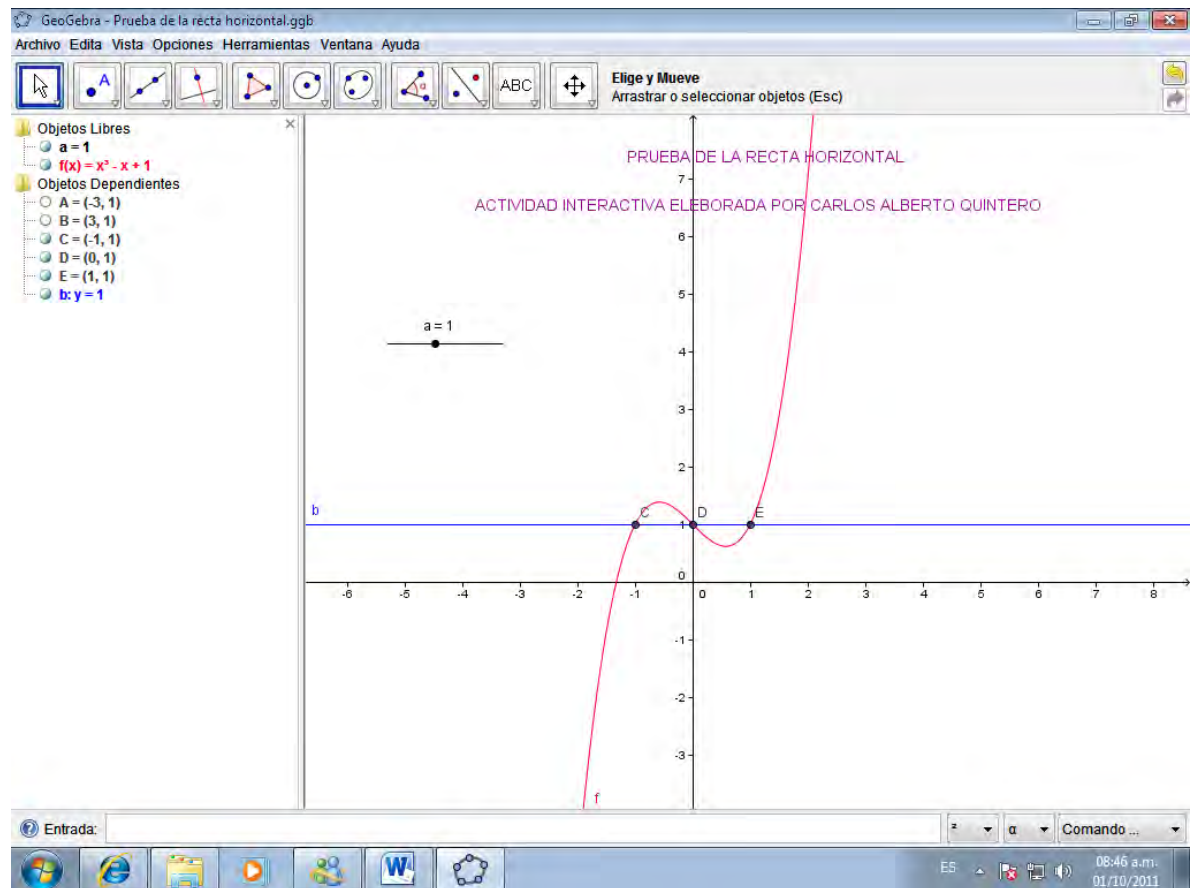 GeoGebra - Prueba de la recta horizontal.ggb
Archivo Edita Vista Opciones Herramientas Ventana Ayuda
A
α
ABC
Elige y Mueve
Arrastrar o seleccionar objetos (Esc)
Objetos Libres
a = 1
f(x) = x³ - x + 1
Objetos Dependientes
A = (-3, 1)
B = (3, 1)
C = (-1, 1)
D = (0, 1)
E = (1, 1)
b: y = 1
PRUEBA DE LA RECTA HORIZONTAL
7
ACTIVIDAD INTERACTIVA ELEBORADA POR CARLOS ALBERTO QUINTERO
6
5
a = 1
4
3
2
b
C D E
1
0
-6 -5 -4 -3 -2 -1 0 1 2 3 4 5 6 7 8
-1
-2
-3
f
Entrada:
² α Comando ...
W
ES
08:46 a.m.
01/10/2011